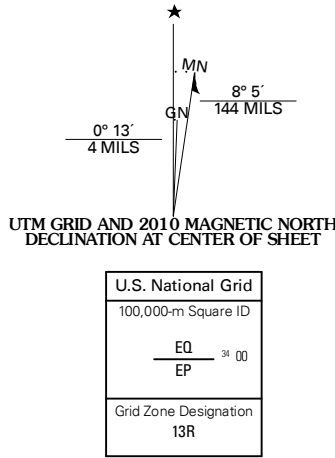 ★
MN
8° 5´
144 MILS
GN
0° 13´
4 MILS
UTM GRID AND 2010 MAGNETIC NORTH
DECLINATION AT CENTER OF SHEET
U.S. National Grid
100,000-m Square ID
EQ
34 00
EP
Grid Zone Designation
13R